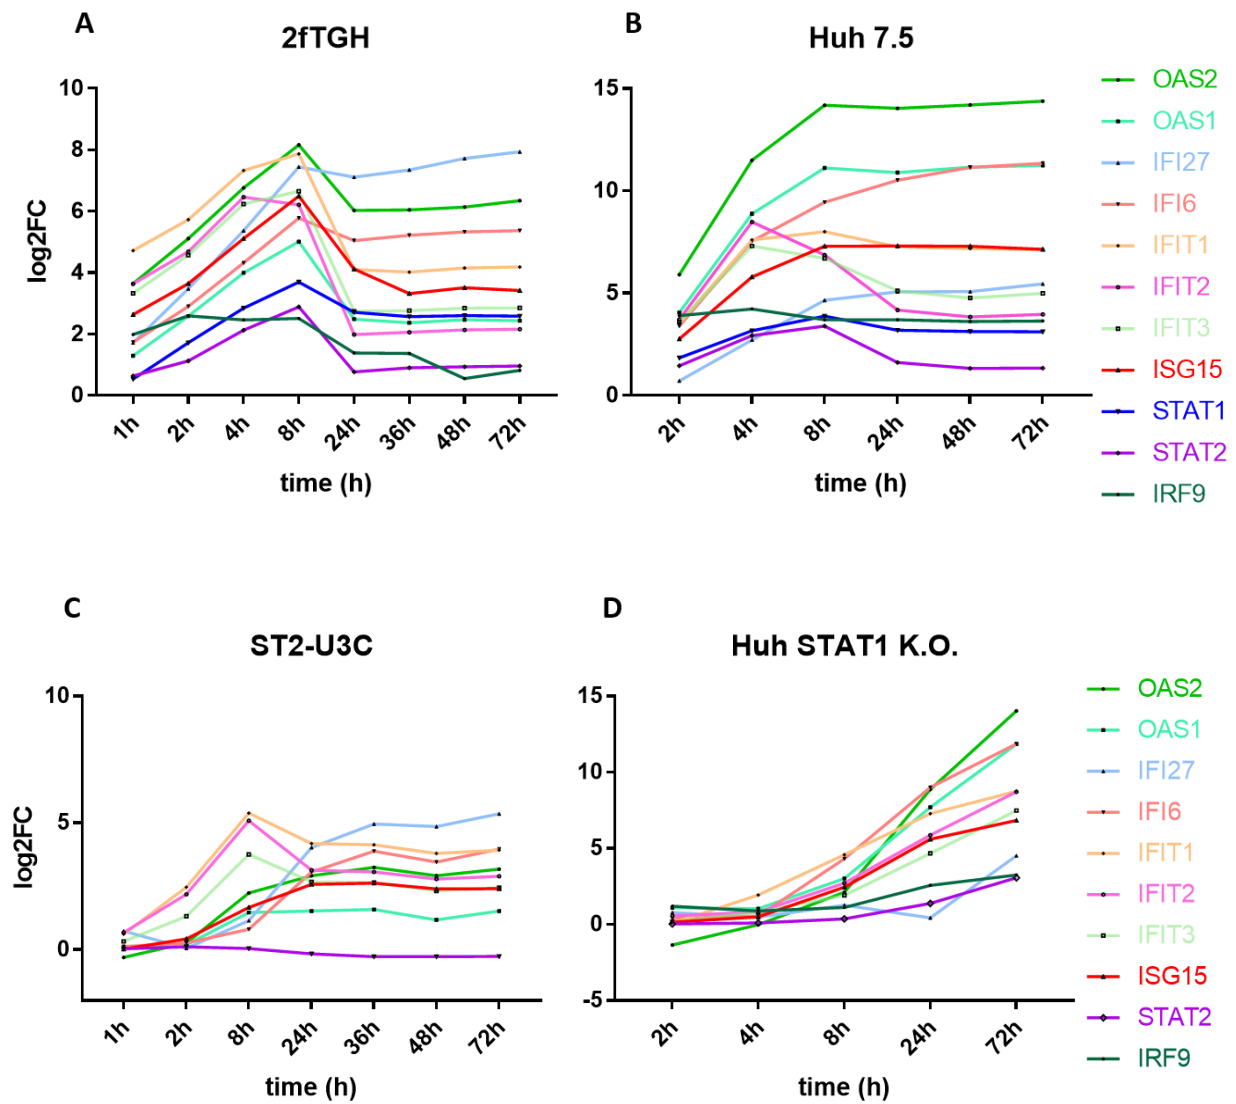 A
2fTGH
log2FC
10
8
6
4
2
0
1h
2h
4h
8h
24h
36h
48h
72h
time (h)
B
Huh 7.5
15
10
5
0
2h
4h
8h
24h
48h
72h
time (h)
OAS2
OAS1
IFI27
IFI6
IFIT1
IFIT2
IFIT3
ISG15
STAT1
STAT2
IRF9
C
ST2-U3C
log2FC
10
5
0
1h
2h
8h
24h
36h
48h
72h
time (h)
D
Huh STAT1 K.O.
15
10
5
0
-5
2h
4h
8h
24h
72h
time (h)
OAS2
OAS1
IFI27
IFI6
IFIT1
IFIT2
IFIT3
ISG15
STAT2
IRF9